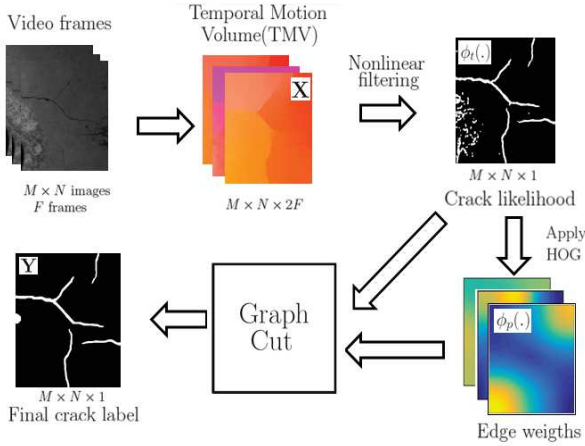 Video frames
M × N images
F frames
Temporal Motion
Volume(TMV)
X
M × N × 2F
Nonlinear
filtering
ϕt(.)
M × N × 1
Crack likelihood
Apply
HOG
ϕp(.)
Edge weigths
Graph
Cut
Y
M × N × 1
Final crack label